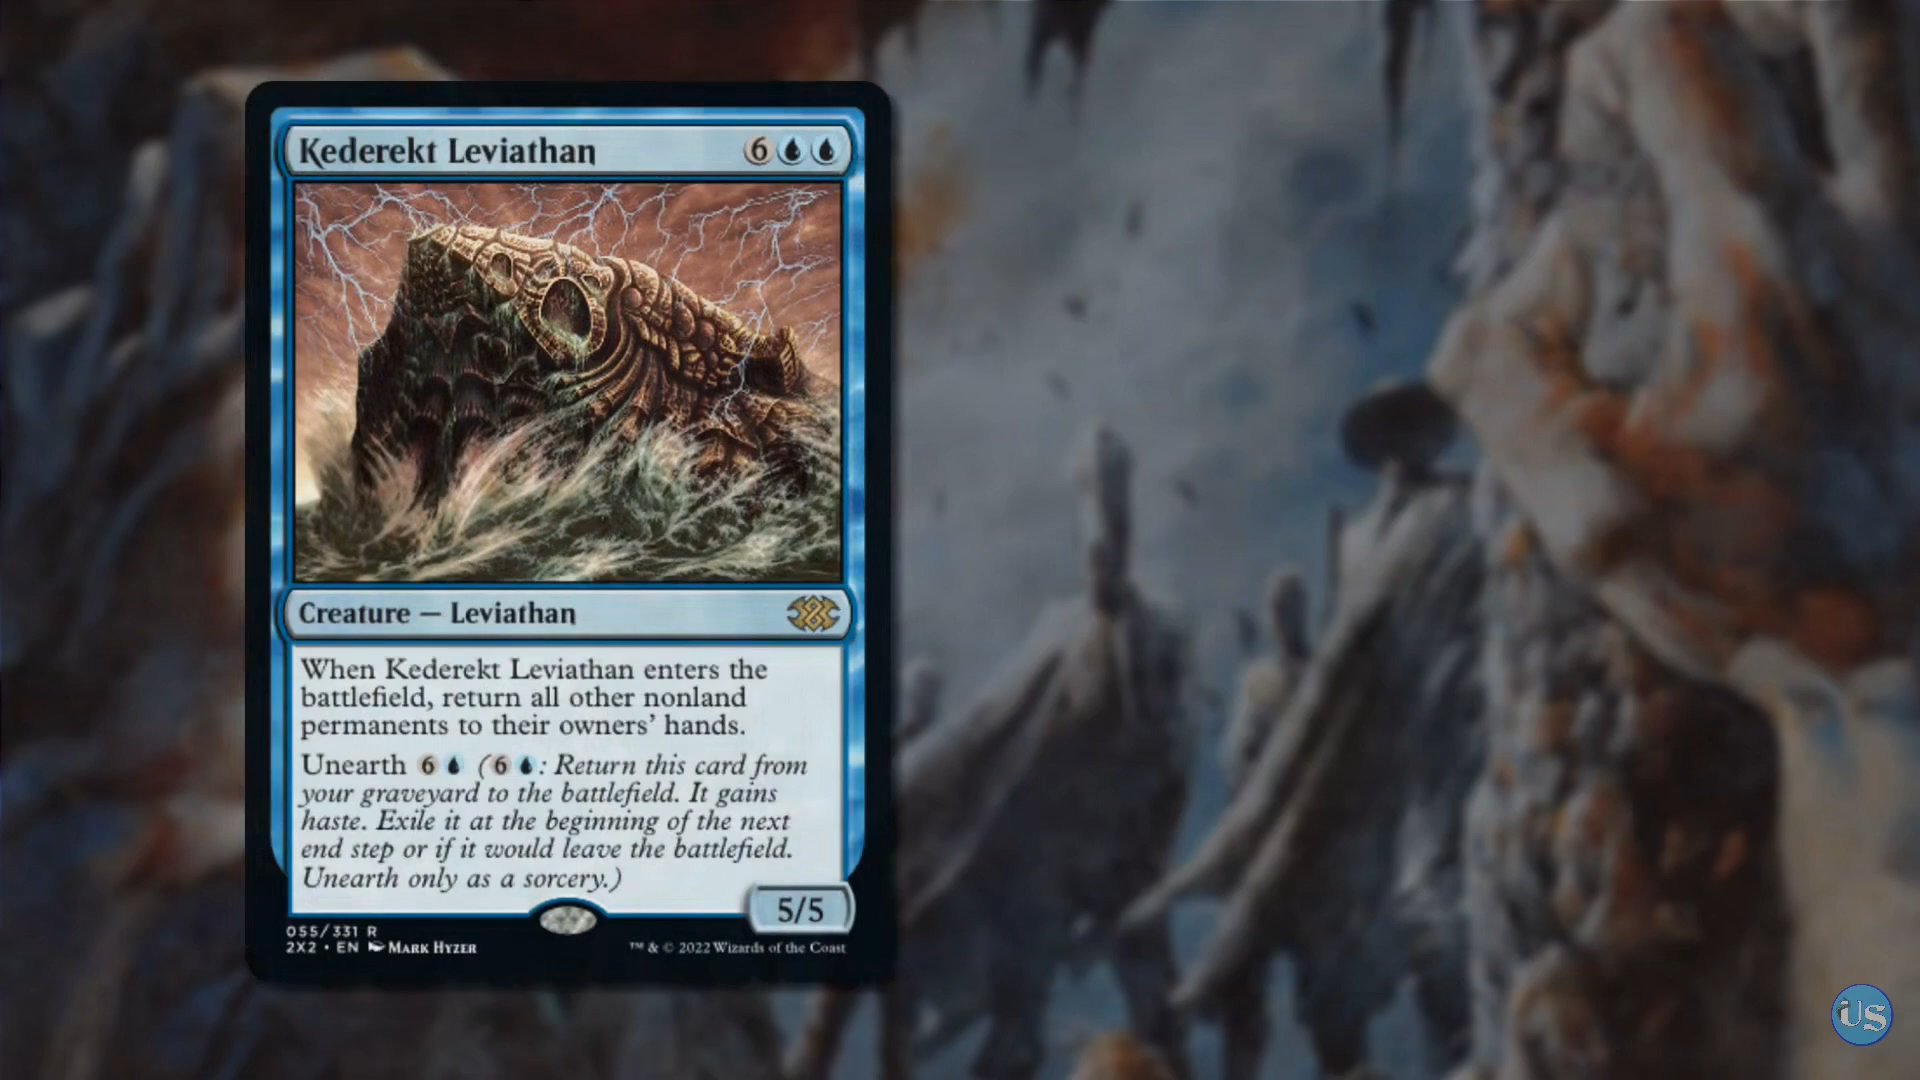 Kederekt Leviathan 6
Creature — Leviathan
When Kederekt Leviathan enters the
battlefield, return all other nonland
permanents to their owners' hands.
Unearth 6 (6 : Return this card from
your graveyard to the battlefield. It gains
haste. Exile it at the beginning of the next
end step or if it would leave the battlefield.
Unearth only as a sorcery.)
5/5
055/331 R
2X2 • EN Mark Hyzer
™ & © 2022 Wizards of the Coast
US